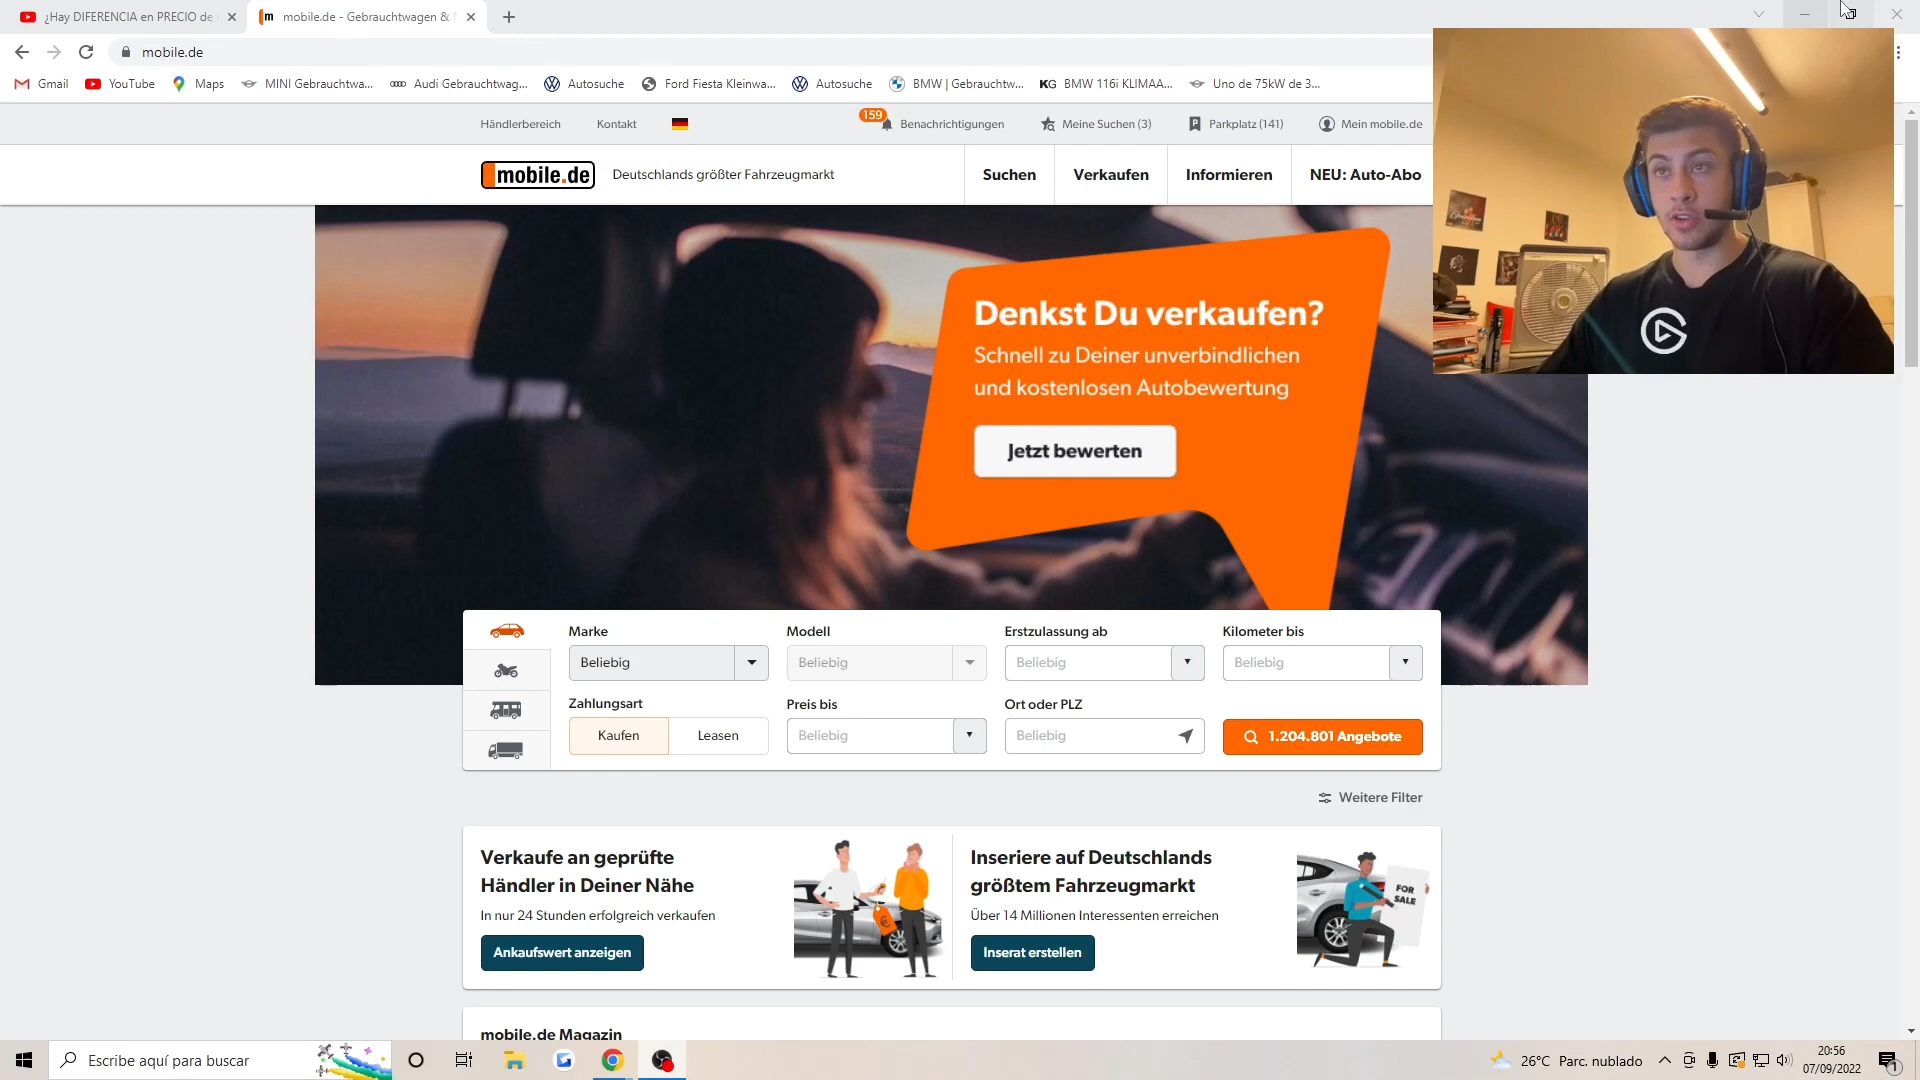 ¿Hay DIFERENCIA en PRECIO de
mobile.de - Gebrauchtwagen &
mobile.de
Gmail
YouTube
Maps
MINI Gebrauchtwa...
Audi Gebrauchtwag...
Autosuche
Ford Fiesta Kleinwa...
Autosuche
BMW | Gebrauchtw...
KG BMW 116i KLIMAA...
Uno de 75kW de 3...
Händlerbereich
Kontakt
159
Benachrichtigungen
Meine Suchen (3)
Parkplatz (141)
Mein mobile.de
mobile.de
Deutschlands größter Fahrzeugmarkt
Suchen
Verkaufen
Informieren
NEU: Auto-Abo
Denkst Du verkaufen?
Schnell zu Deiner unverbindlichen
und kostenlosen Autobewertung
Jetzt bewerten
Marke
Modell
Erstzulassung ab
Kilometer bis
Beliebig
Beliebig
Beliebig
Beliebig
Zahlungsart
Preis bis
Ort oder PLZ
Kaufen
Leasen
Beliebig
Beliebig
1.204.801 Angebote
Weitere Filter
Verkaufe an geprüfte
Händler in Deiner Nähe
In nur 24 Stunden erfolgreich verkaufen
Ankaufswert anzeigen
Inseriere auf Deutschlands
größtem Fahrzeugmarkt
Über 14 Millionen Interessenten erreichen
Inserat erstellen
FOR
SALE
mobile.de Magazin
Escribe aquí para buscar
26°C Parc. nublado
20:56
07/09/2022
1